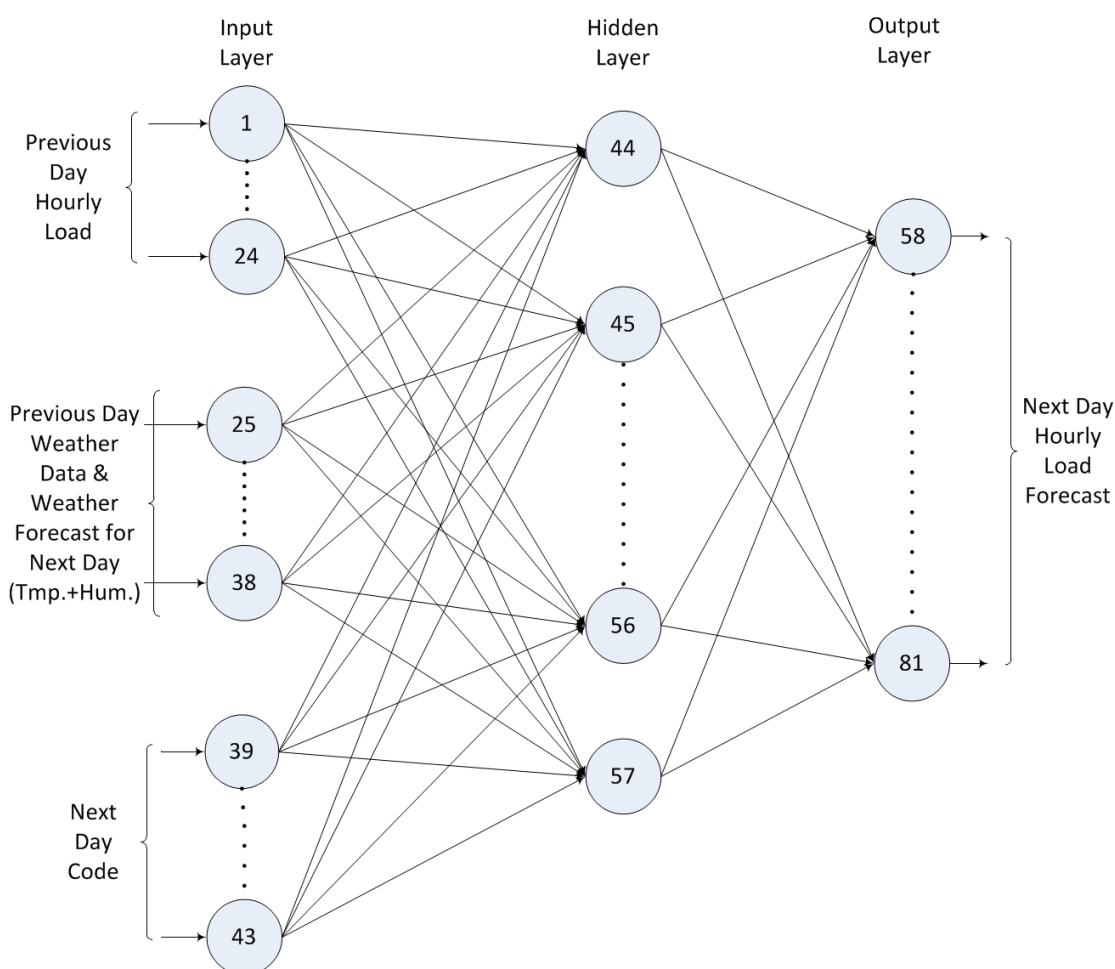 Input
Layer
Hidden
Layer
Output
Layer
Previous
Day
Hourly
Load
1
24
Previous Day
Weather
Data &
Weather
Forecast for
Next Day
(Tmp.+Hum.)
25
38
Next
Day
Code
39
43
44
45
56
57
58
81
Next Day
Hourly
Load
Forecast